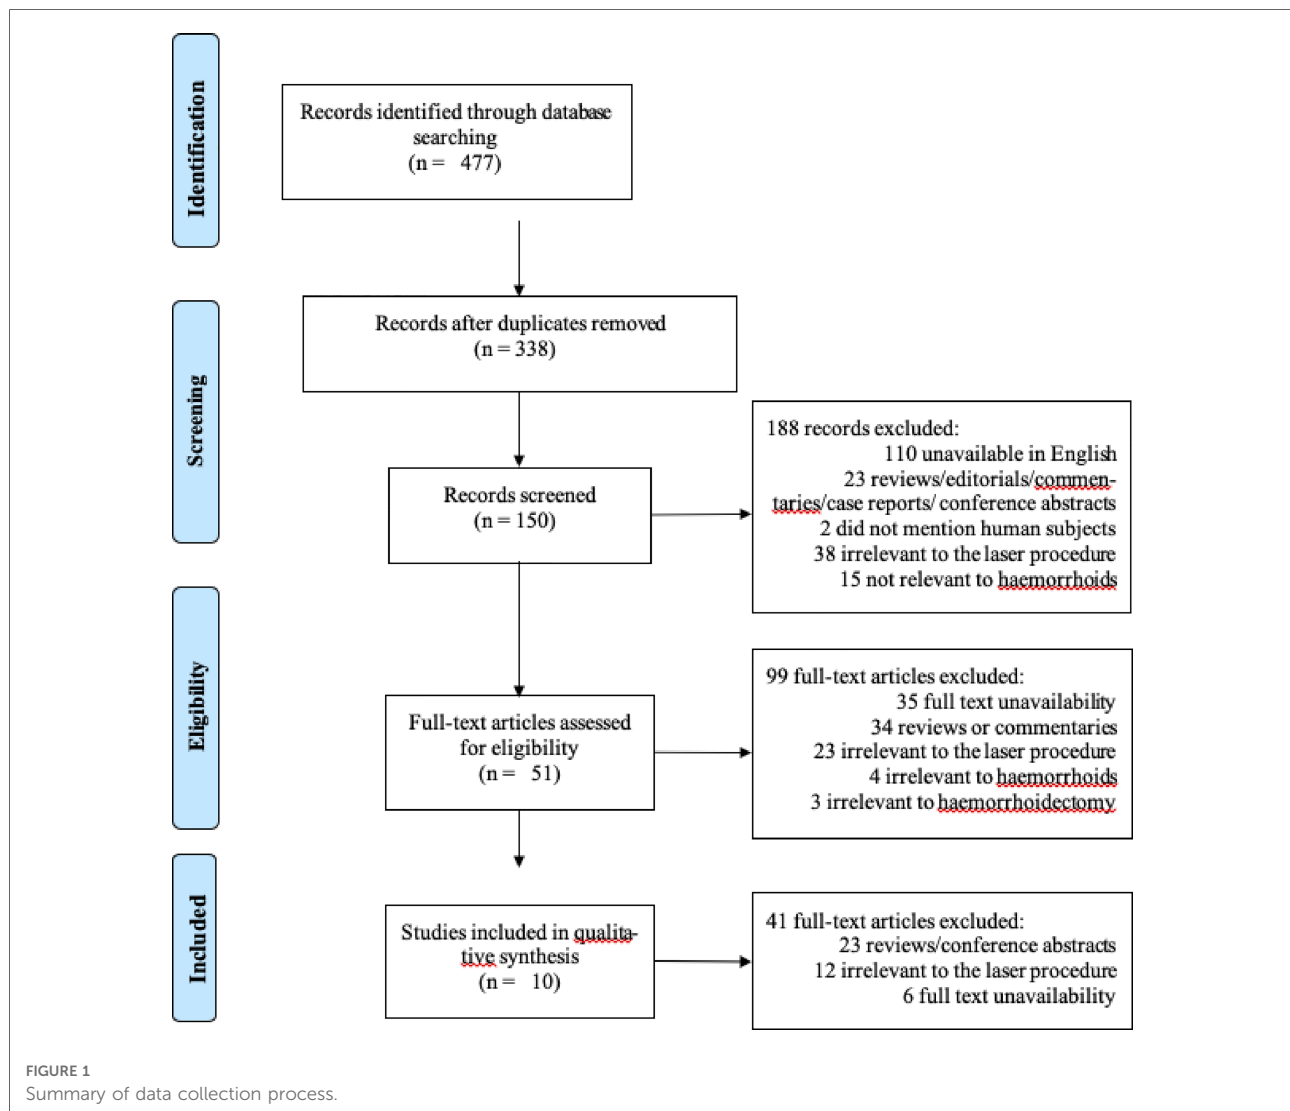 Identification
Records identified through database
searching
(n = 477)
Screening
Records after duplicates removed
(n = 338)
Records screened
(n = 150)
188 records excluded:
110 unavailable in English
23 reviews/editorials/commen-
taries/case reports/ conference abstracts
2 did not mention human subjects
38 irrelevant to the laser procedure
15 not relevant to haemorrhoids
Eligibility
Full-text articles assessed
for eligibility
(n = 51)
99 full-text articles excluded:
35 full text unavailability
34 reviews or commentaries
23 irrelevant to the laser procedure
4 irrelevant to haemorrhoids
3 irrelevant to haemorrhoidectomy
Included
Studies included in qualita-
tive synthesis
(n = 10)
41 full-text articles excluded:
23 reviews/conference abstracts
12 irrelevant to the laser procedure
6 full text unavailability
FIGURE 1
Summary of data collection process.